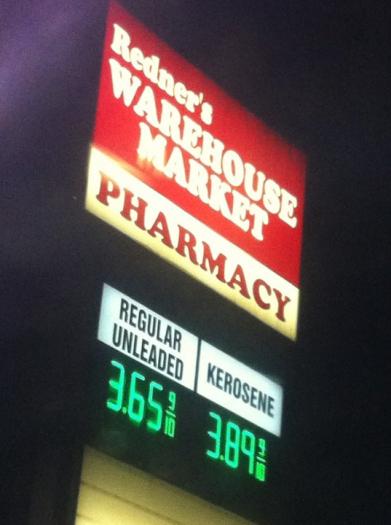 Redner's
WAREHOUSE
MARKET
PHARMACY
REGULAR
UNLEADED
KEROSENE
3.65 9/10
3.89 9/10